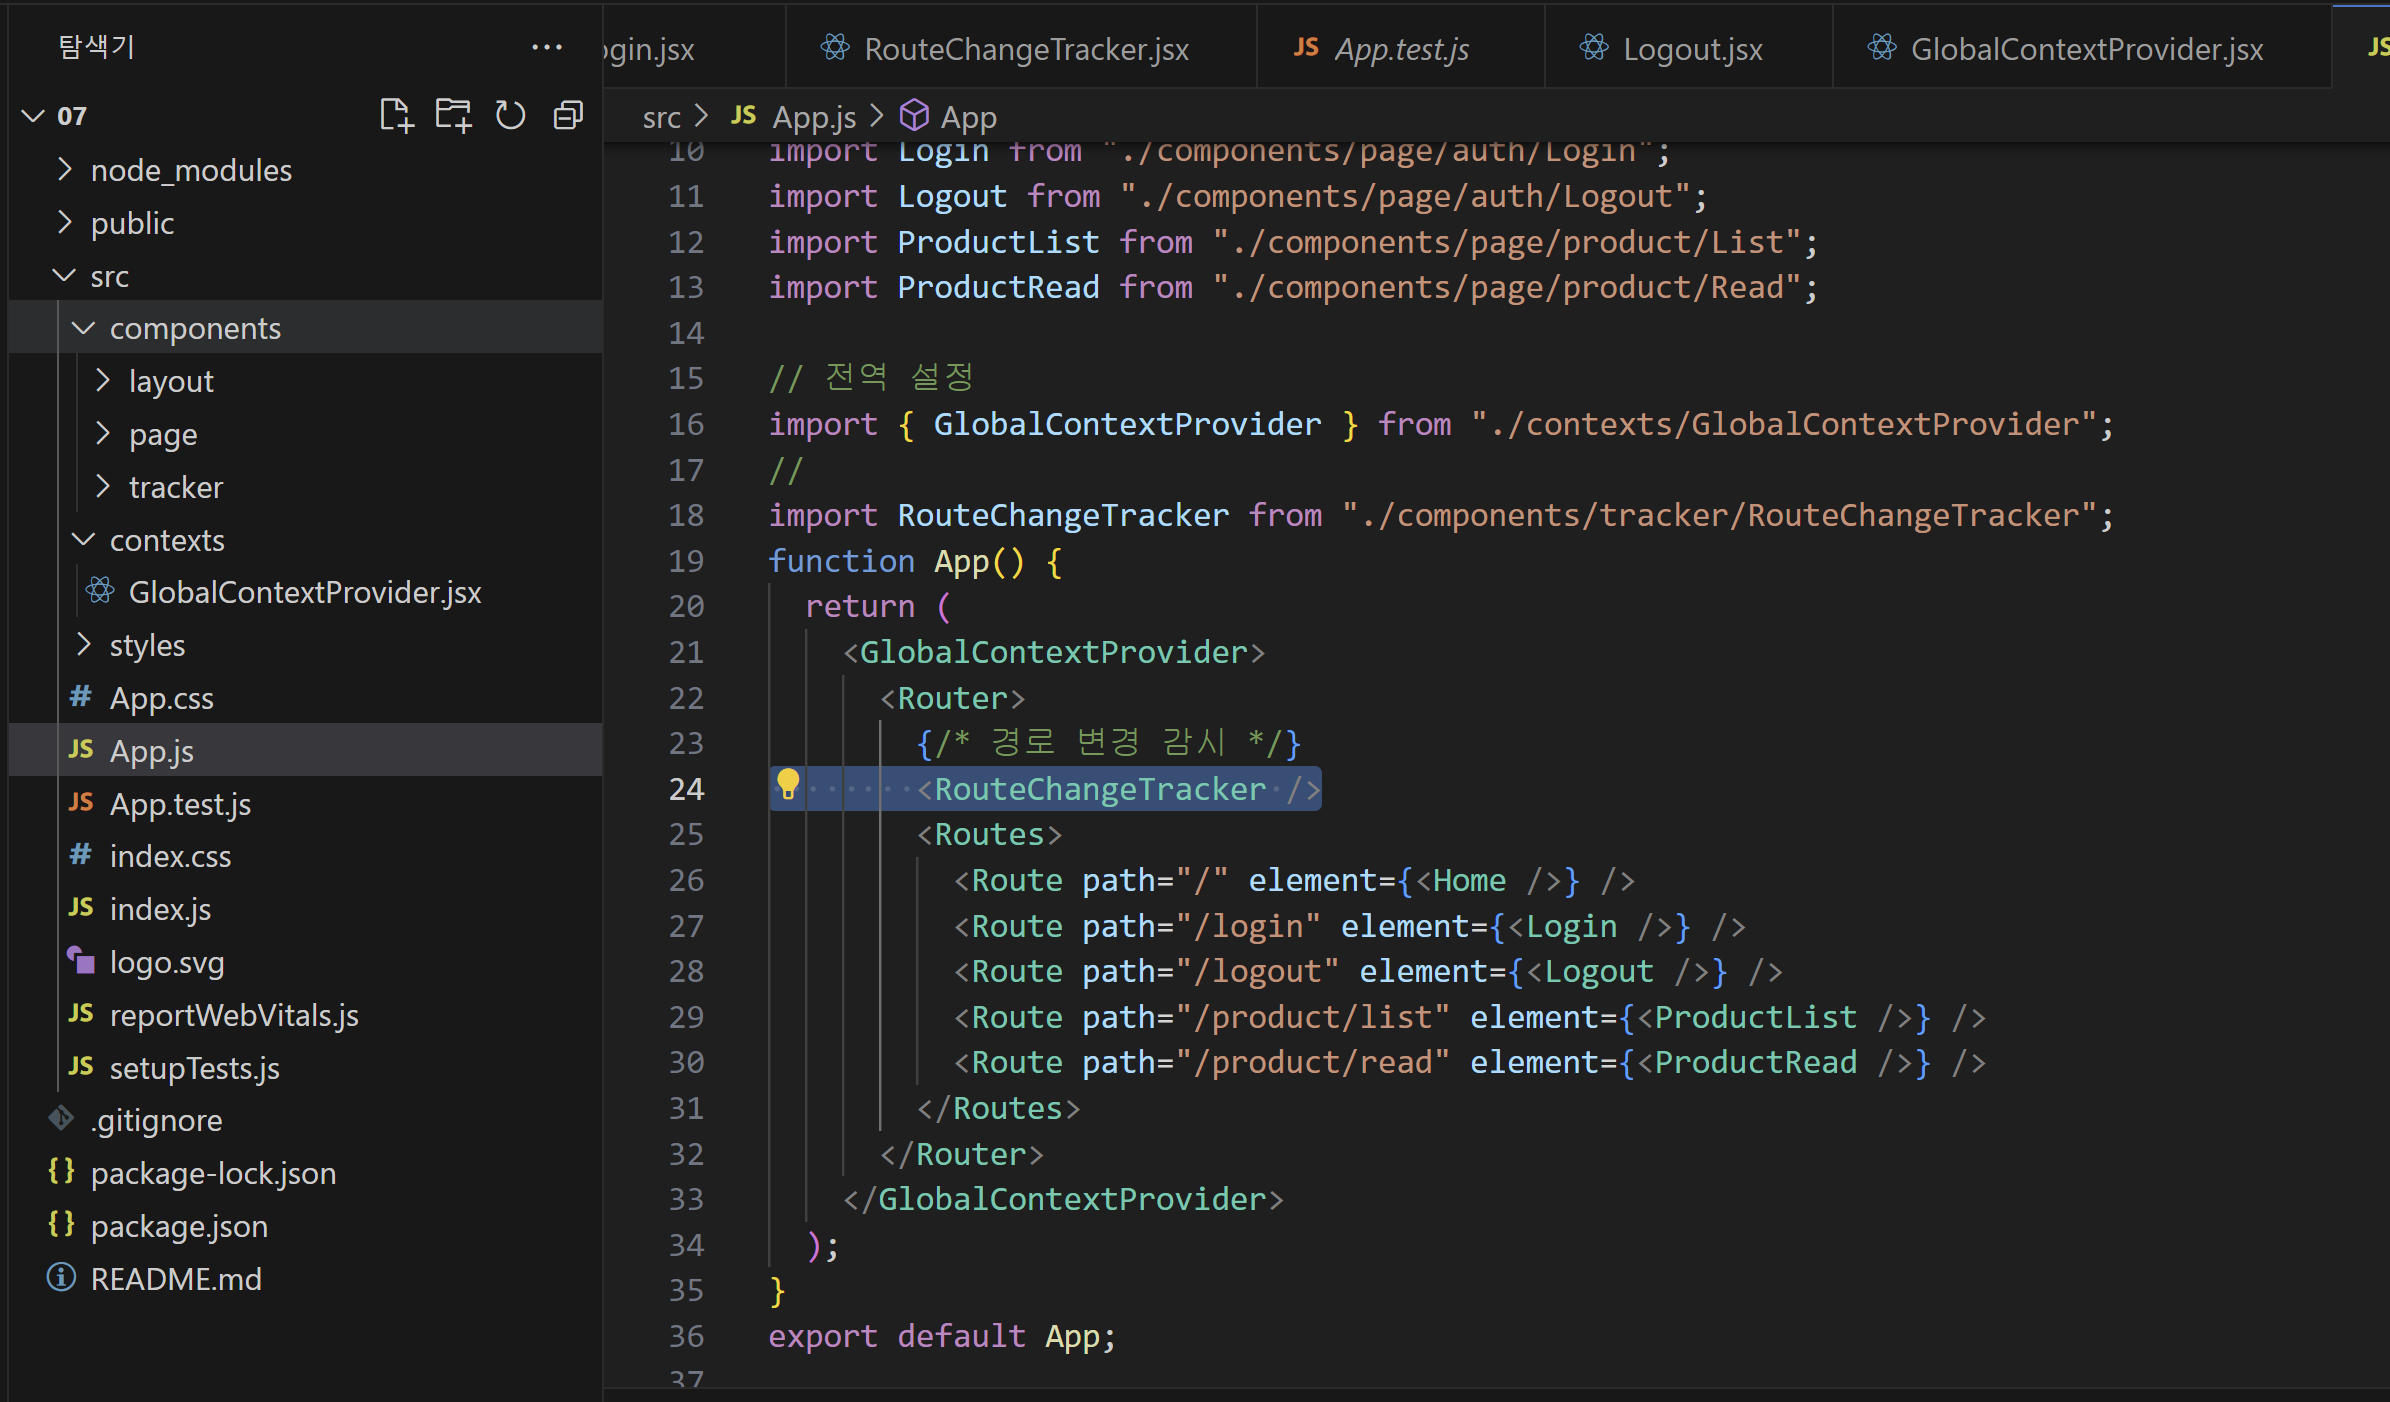 탐색기 ···
07
node_modules
public
src
components
layout
page
tracker
contexts
GlobalContextProvider.jsx
styles
# App.css
JS App.js
JS App.test.js
# index.css
JS index.js
logo.svg
JS reportWebVitals.js
JS setupTests.js
.gitignore
{} package-lock.json
{} package.json
README.md
ogin.jsx RouteChangeTracker.jsx JS App.test.js Logout.jsx GlobalContextProvider.jsx JS
src > JS App.js > App
10 import Login from "./components/page/auth/Login";
11 import Logout from "./components/page/auth/Logout";
12 import ProductList from "./components/page/product/List";
13 import ProductRead from "./components/page/product/Read";
14
15 // 전역 설정
16 import { GlobalContextProvider } from "./contexts/GlobalContextProvider";
17 //
18 import RouteChangeTracker from "./components/tracker/RouteChangeTracker";
19 function App() {
20 return (
21 <GlobalContextProvider>
22 <Router>
23 {/* 경로 변경 감시 */}
24 <RouteChangeTracker />
25 <Routes>
26 <Route path="/" element={<Home />} />
27 <Route path="/login" element={<Login />} />
28 <Route path="/logout" element={<Logout />} />
29 <Route path="/product/list" element={<ProductList />} />
30 <Route path="/product/read" element={<ProductRead />} />
31 </Routes>
32 </Router>
33 </GlobalContextProvider>
34 );
35 }
36 export default App;
37